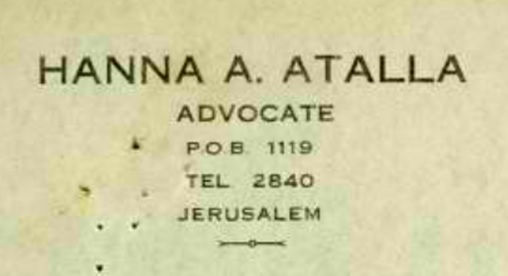 HANNA A. ATALLA
ADVOCATE
P.O.B. 1119
TEL. 2840
JERUSALEM